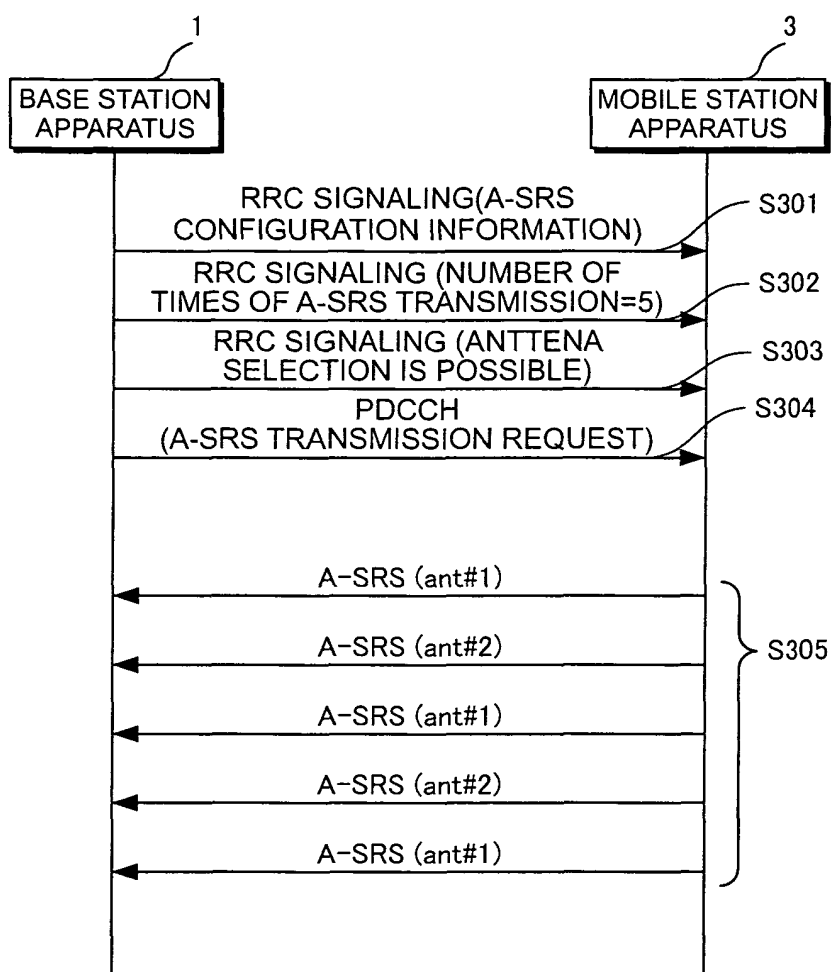 1
3
BASE STATION
APPARATUS
MOBILE STATION
APPARATUS
RRC SIGNALING(A-SRS
CONFIGURATION INFORMATION)
S301
RRC SIGNALING (NUMBER OF
TIMES OF A-SRS TRANSMISSION=5)
S302
RRC SIGNALING (ANTTENA
SELECTION IS POSSIBLE)
S303
PDCCH
(A-SRS TRANSMISSION REQUEST)
S304
A-SRS (ant#1)
A-SRS (ant#2)
S305
A-SRS (ant#1)
A-SRS (ant#2)
A-SRS (ant#1)